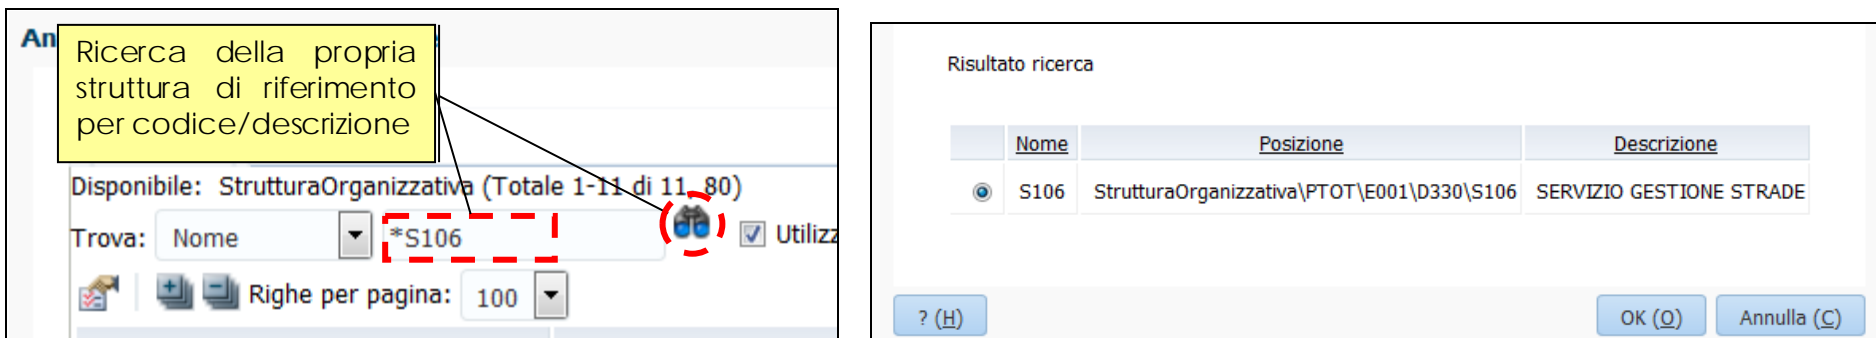 An
Ricerca della propria
struttura di riferimento
per codice/descrizione
Disponibile: StrutturaOrganizzativa (Totale 1-11 di 11, 80)
Trova: Nome *S106 Utilizz
Righe per pagina: 100
Risultato ricerca
Nome Posizione Descrizione
S106 StrutturaOrganizzativa\PTOT\E001\D330\S106 SERVIZIO GESTIONE STRADE
? (H) OK (O) Annulla (C)